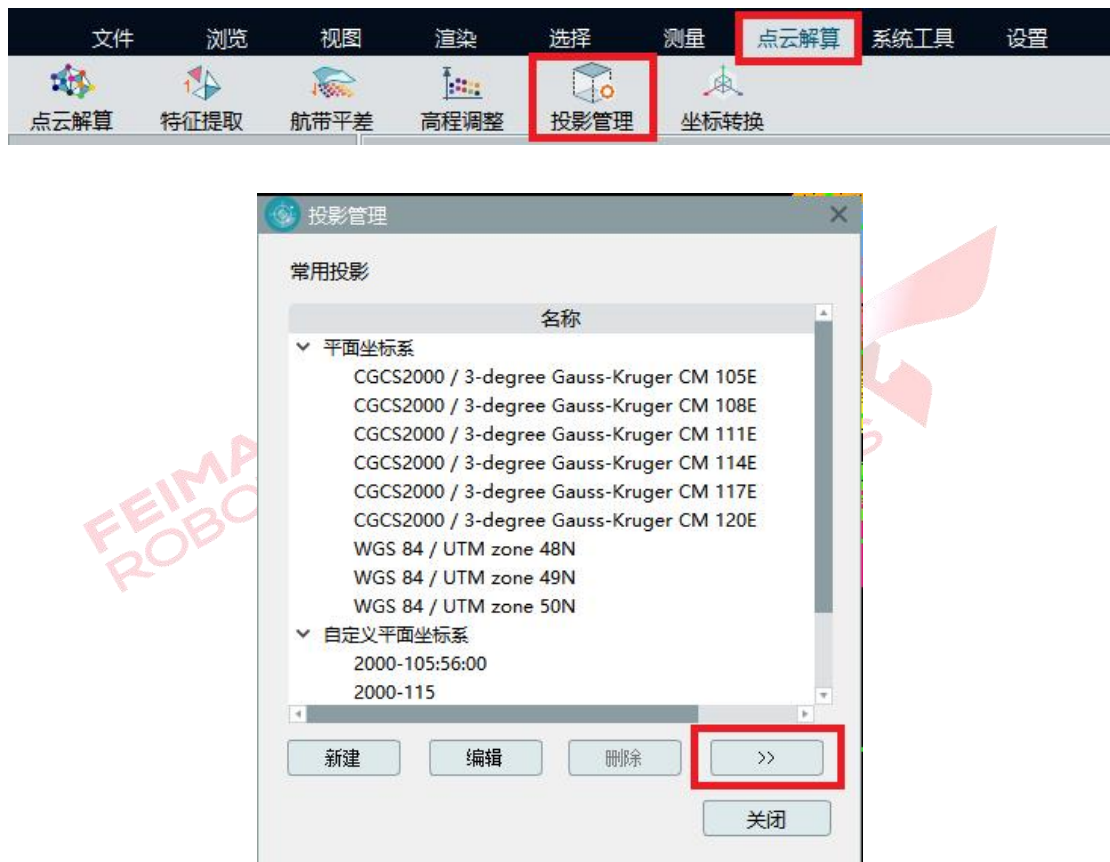 文件 浏览 视图 渲染 选择 测量 点云解算 系统工具 设置
点云解算 特征提取 航带平差 高程调整 投影管理 坐标转换
投影管理
常用投影
名称
平面坐标系
CGCS2000 / 3-degree Gauss-Kruger CM 105E
CGCS2000 / 3-degree Gauss-Kruger CM 108E
CGCS2000 / 3-degree Gauss-Kruger CM 111E
CGCS2000 / 3-degree Gauss-Kruger CM 114E
CGCS2000 / 3-degree Gauss-Kruger CM 117E
CGCS2000 / 3-degree Gauss-Kruger CM 120E
WGS 84 / UTM zone 48N
WGS 84 / UTM zone 49N
WGS 84 / UTM zone 50N
自定义平面坐标系
2000-105:56:00
2000-115
新建 编辑 删除 >>
关闭
FEIMA
ROBO